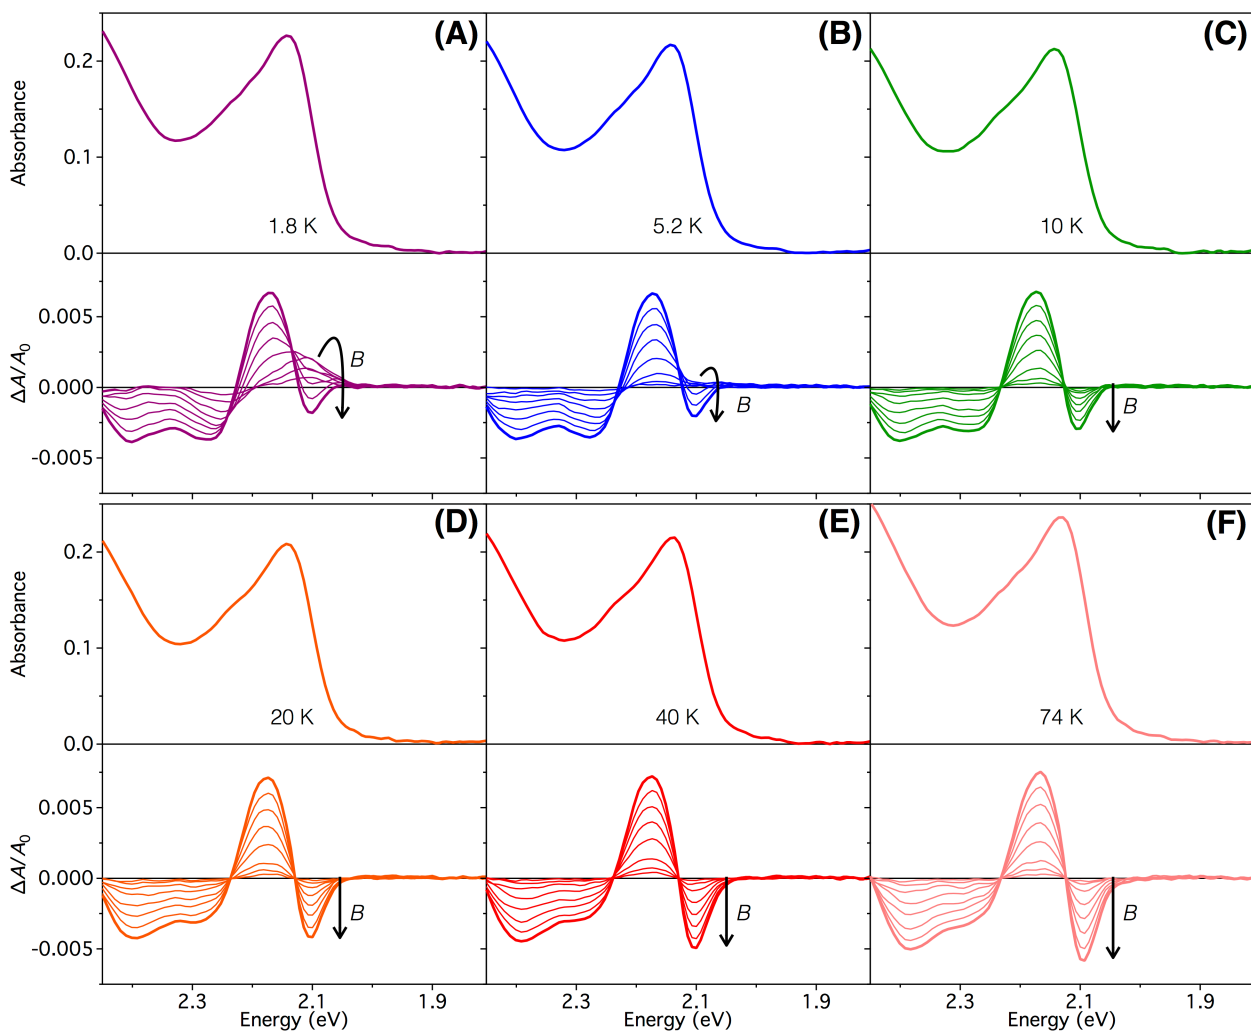 (A)
(B)
(C)
Absorbance
0.2
0.1
0.0
1.8 K
5.2 K
10 K
ΔA/A0
0.005
0.000
-0.005
B
B
B
(D)
(E)
(F)
Absorbance
0.2
0.1
0.0
20 K
40 K
74 K
ΔA/A0
0.005
0.000
-0.005
B
B
B
2.3 2.1 1.9
2.3 2.1 1.9
2.3 2.1 1.9
Energy (eV)
Energy (eV)
Energy (eV)